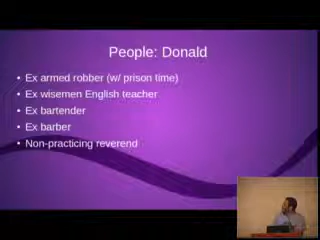 People: Donald
• Ex armed robber (w/ prison time)
• Ex wisemen English teacher
• Ex bartender
• Ex barber
• Non-practicing reverend